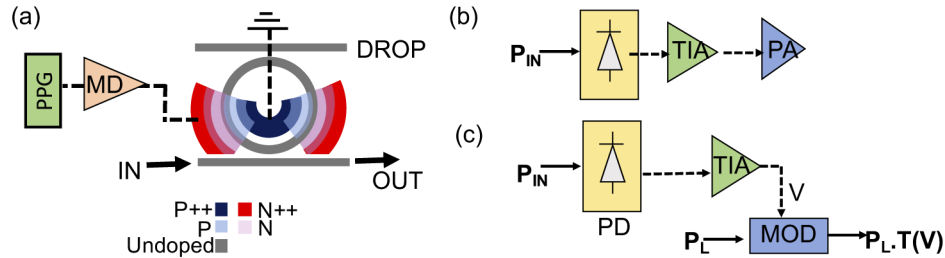 (a)
DROP
PPG
MD
IN
OUT
P++ N++
P N
Undoped
(b)
P_IN TIA PA
(c)
P_IN TIA
PD
V
P_L MOD P_L.T(V)